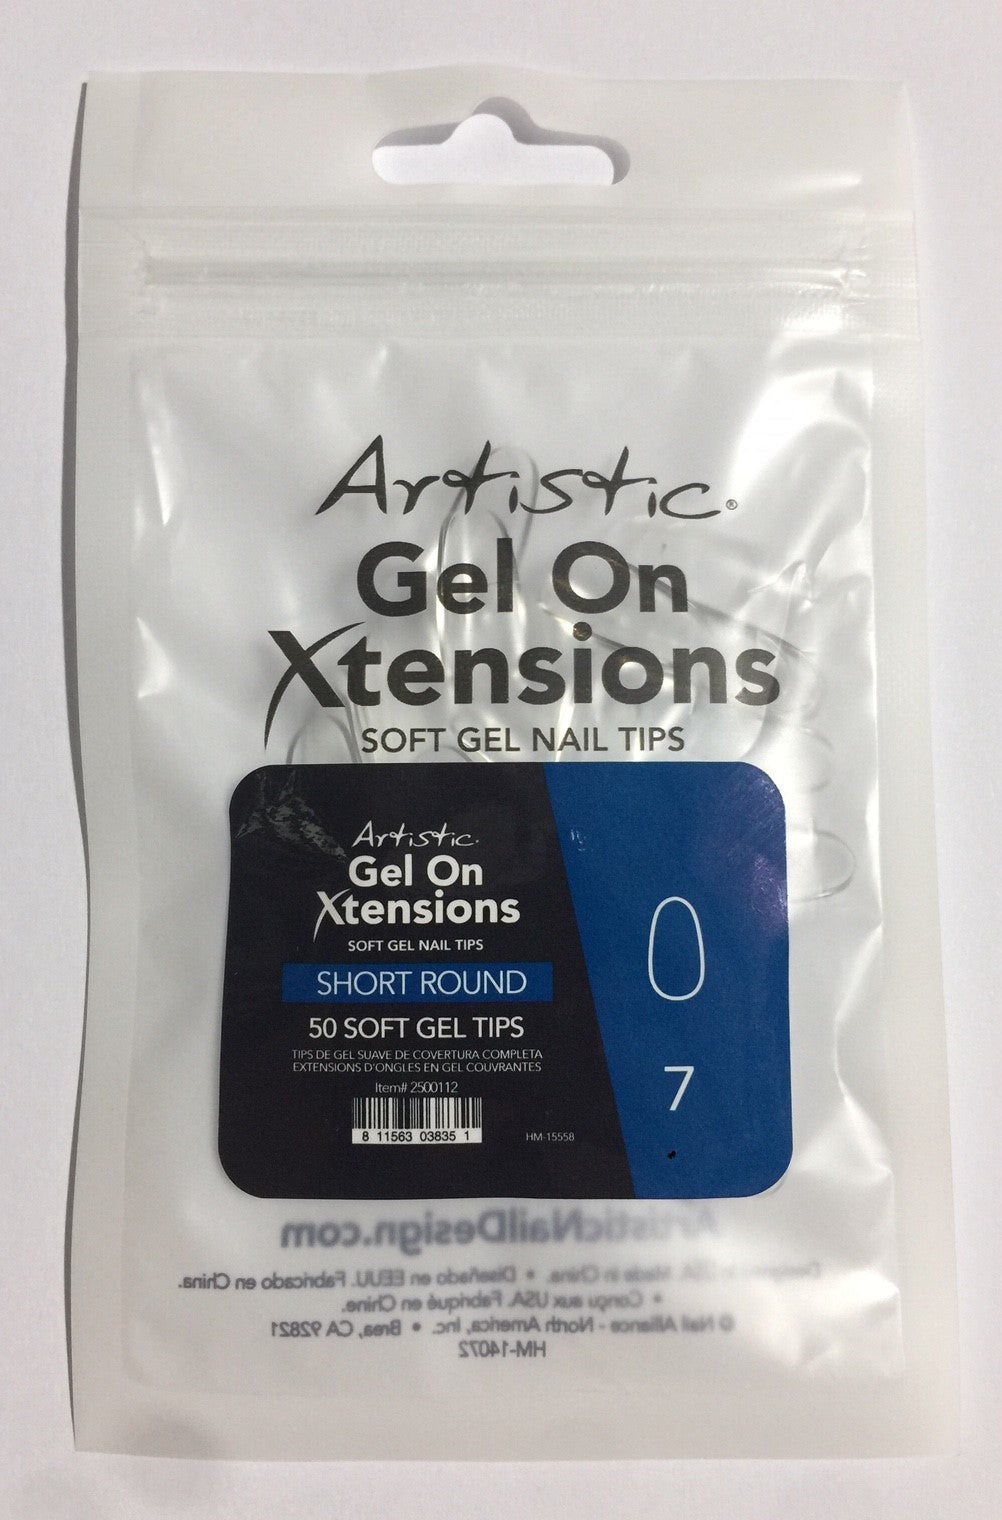 Artistic®
Gel On
Xtensions
SOFT GEL NAIL TIPS
Artistic.
Gel On
Xtensions
SOFT GEL NAIL TIPS
SHORT ROUND
50 SOFT GEL TIPS
TIPS DE GEL SUAVE DE COVERTURA COMPLETA
EXTENSIONS D'ONGLES EN GEL COUVRANTES
Item# 2500112
8 11563 03835 1
HM-15558
7
ArtisticNailDesign.com
Designed in USA. Made in China. • Diseñado en EEUU. Fabricado en China.
• Conçu aux USA. Fabriqué en Chine.
© Nail Alliance - North America, Inc. • Brea, CA 92821
HM-14072